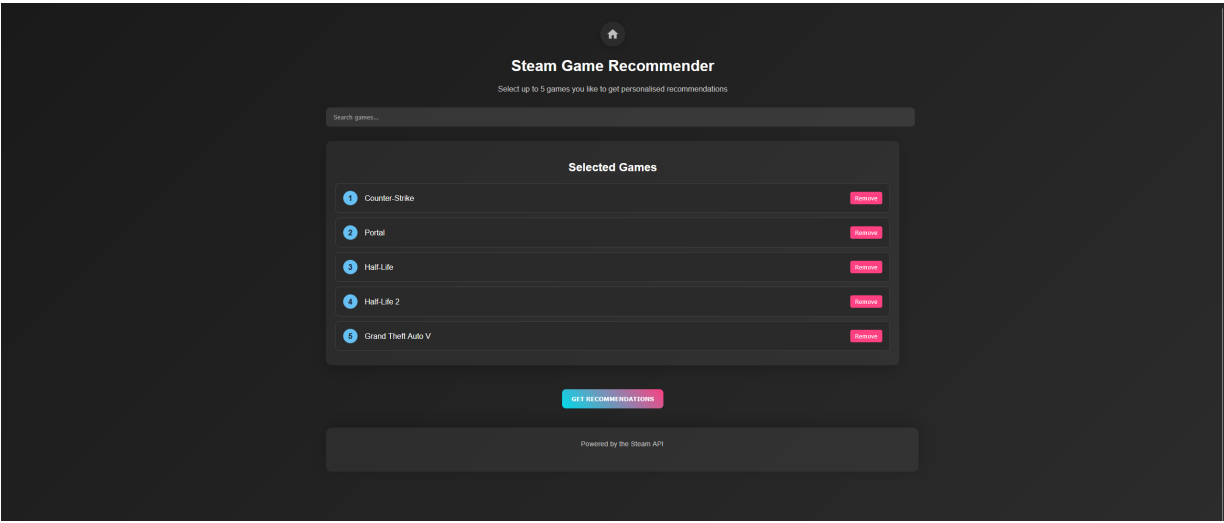 Steam Game Recommender
Select up to 5 games you like to get personalised recommendations
Search games...
Selected Games
1 Counter-Strike Remove
2 Portal Remove
3 Half-Life Remove
4 Half-Life 2 Remove
5 Grand Theft Auto V Remove
GET RECOMMENDATIONS
Powered by the Steam API